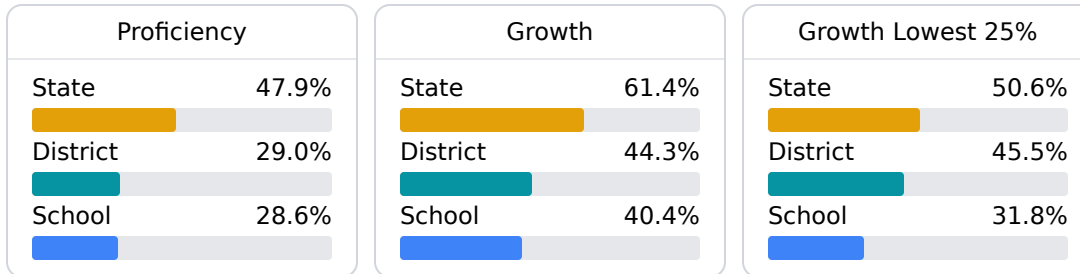 Proficiency
State 47.9%
District 29.0%
School 28.6%
Growth
State 61.4%
District 44.3%
School 40.4%
Growth Lowest 25%
State 50.6%
District 45.5%
School 31.8%